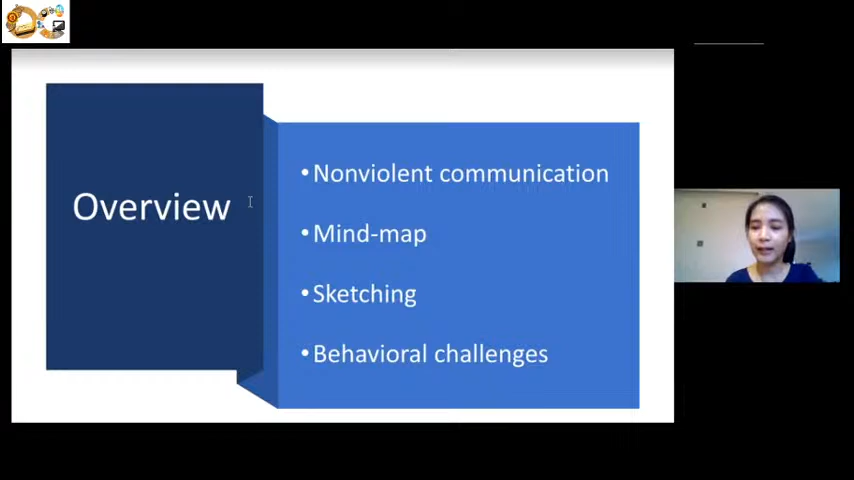 Overview
•Nonviolent communication
•Mind-map
•Sketching
•Behavioral challenges